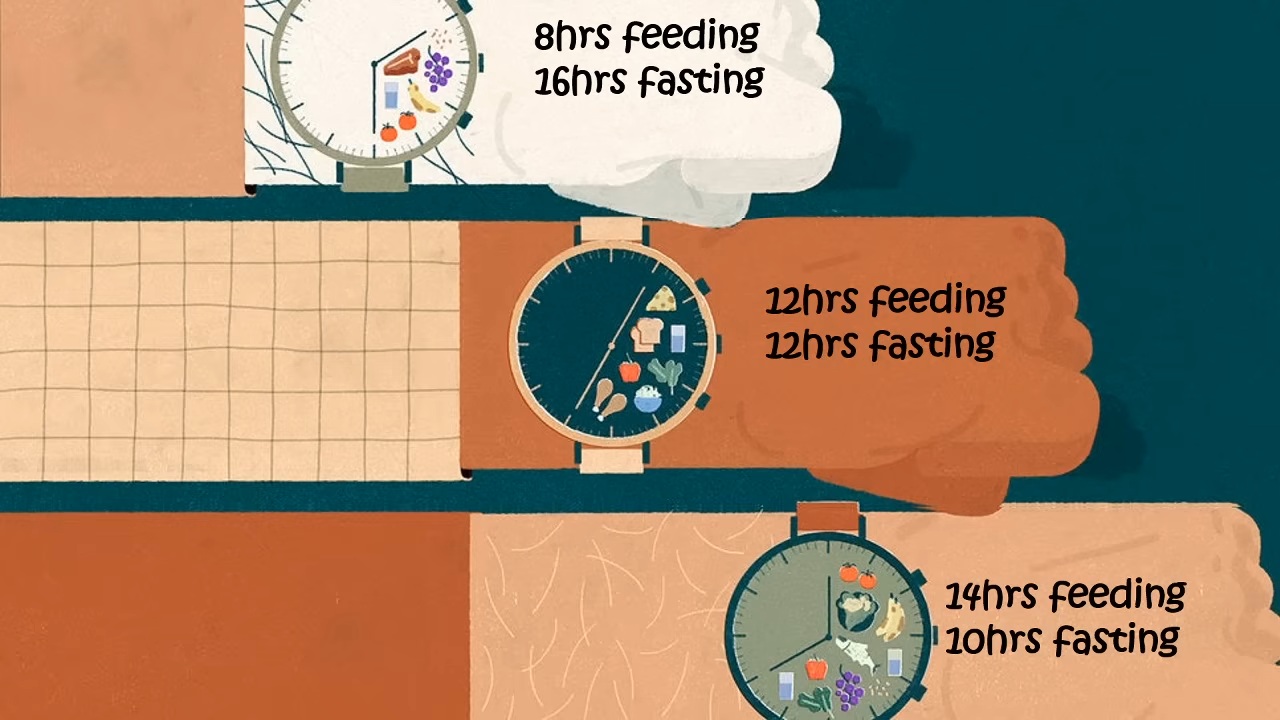 8hrs feeding
16hrs fasting
12hrs feeding
12hrs fasting
14hrs feeding
10hrs fasting